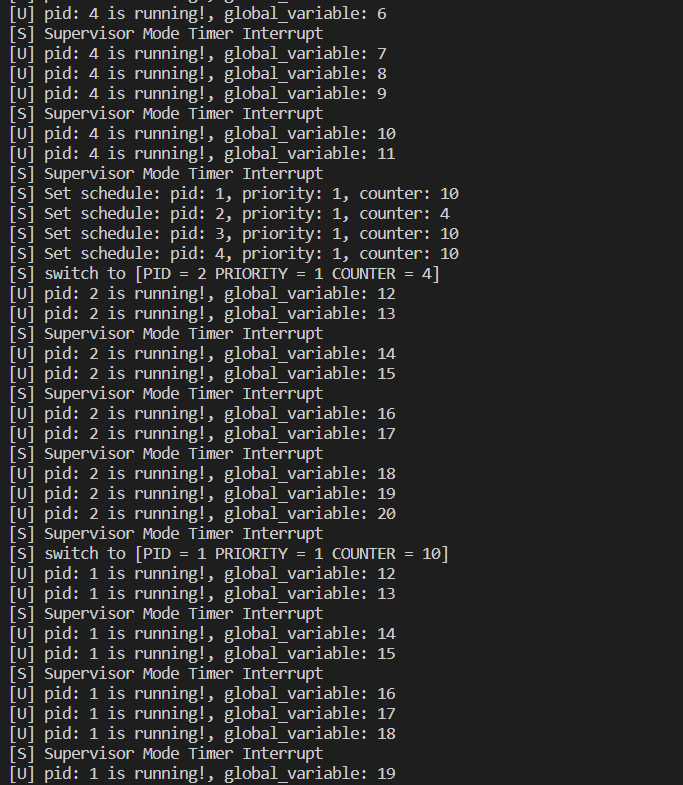 [U] pid: 4 is running!, global_variable: 6
[S] Supervisor Mode Timer Interrupt
[U] pid: 4 is running!, global_variable: 7
[U] pid: 4 is running!, global_variable: 8
[U] pid: 4 is running!, global_variable: 9
[S] Supervisor Mode Timer Interrupt
[U] pid: 4 is running!, global_variable: 10
[U] pid: 4 is running!, global_variable: 11
[S] Supervisor Mode Timer Interrupt
[S] Set schedule: pid: 1, priority: 1, counter: 10
[S] Set schedule: pid: 2, priority: 1, counter: 4
[S] Set schedule: pid: 3, priority: 1, counter: 10
[S] Set schedule: pid: 4, priority: 1, counter: 10
[S] switch to [PID = 2 PRIORITY = 1 COUNTER = 4]
[U] pid: 2 is running!, global_variable: 12
[U] pid: 2 is running!, global_variable: 13
[S] Supervisor Mode Timer Interrupt
[U] pid: 2 is running!, global_variable: 14
[U] pid: 2 is running!, global_variable: 15
[S] Supervisor Mode Timer Interrupt
[U] pid: 2 is running!, global_variable: 16
[U] pid: 2 is running!, global_variable: 17
[S] Supervisor Mode Timer Interrupt
[U] pid: 2 is running!, global_variable: 18
[U] pid: 2 is running!, global_variable: 19
[U] pid: 2 is running!, global_variable: 20
[S] Supervisor Mode Timer Interrupt
[S] switch to [PID = 1 PRIORITY = 1 COUNTER = 10]
[U] pid: 1 is running!, global_variable: 12
[U] pid: 1 is running!, global_variable: 13
[S] Supervisor Mode Timer Interrupt
[U] pid: 1 is running!, global_variable: 14
[U] pid: 1 is running!, global_variable: 15
[S] Supervisor Mode Timer Interrupt
[U] pid: 1 is running!, global_variable: 16
[U] pid: 1 is running!, global_variable: 17
[U] pid: 1 is running!, global_variable: 18
[S] Supervisor Mode Timer Interrupt
[U] pid: 1 is running!, global_variable: 19